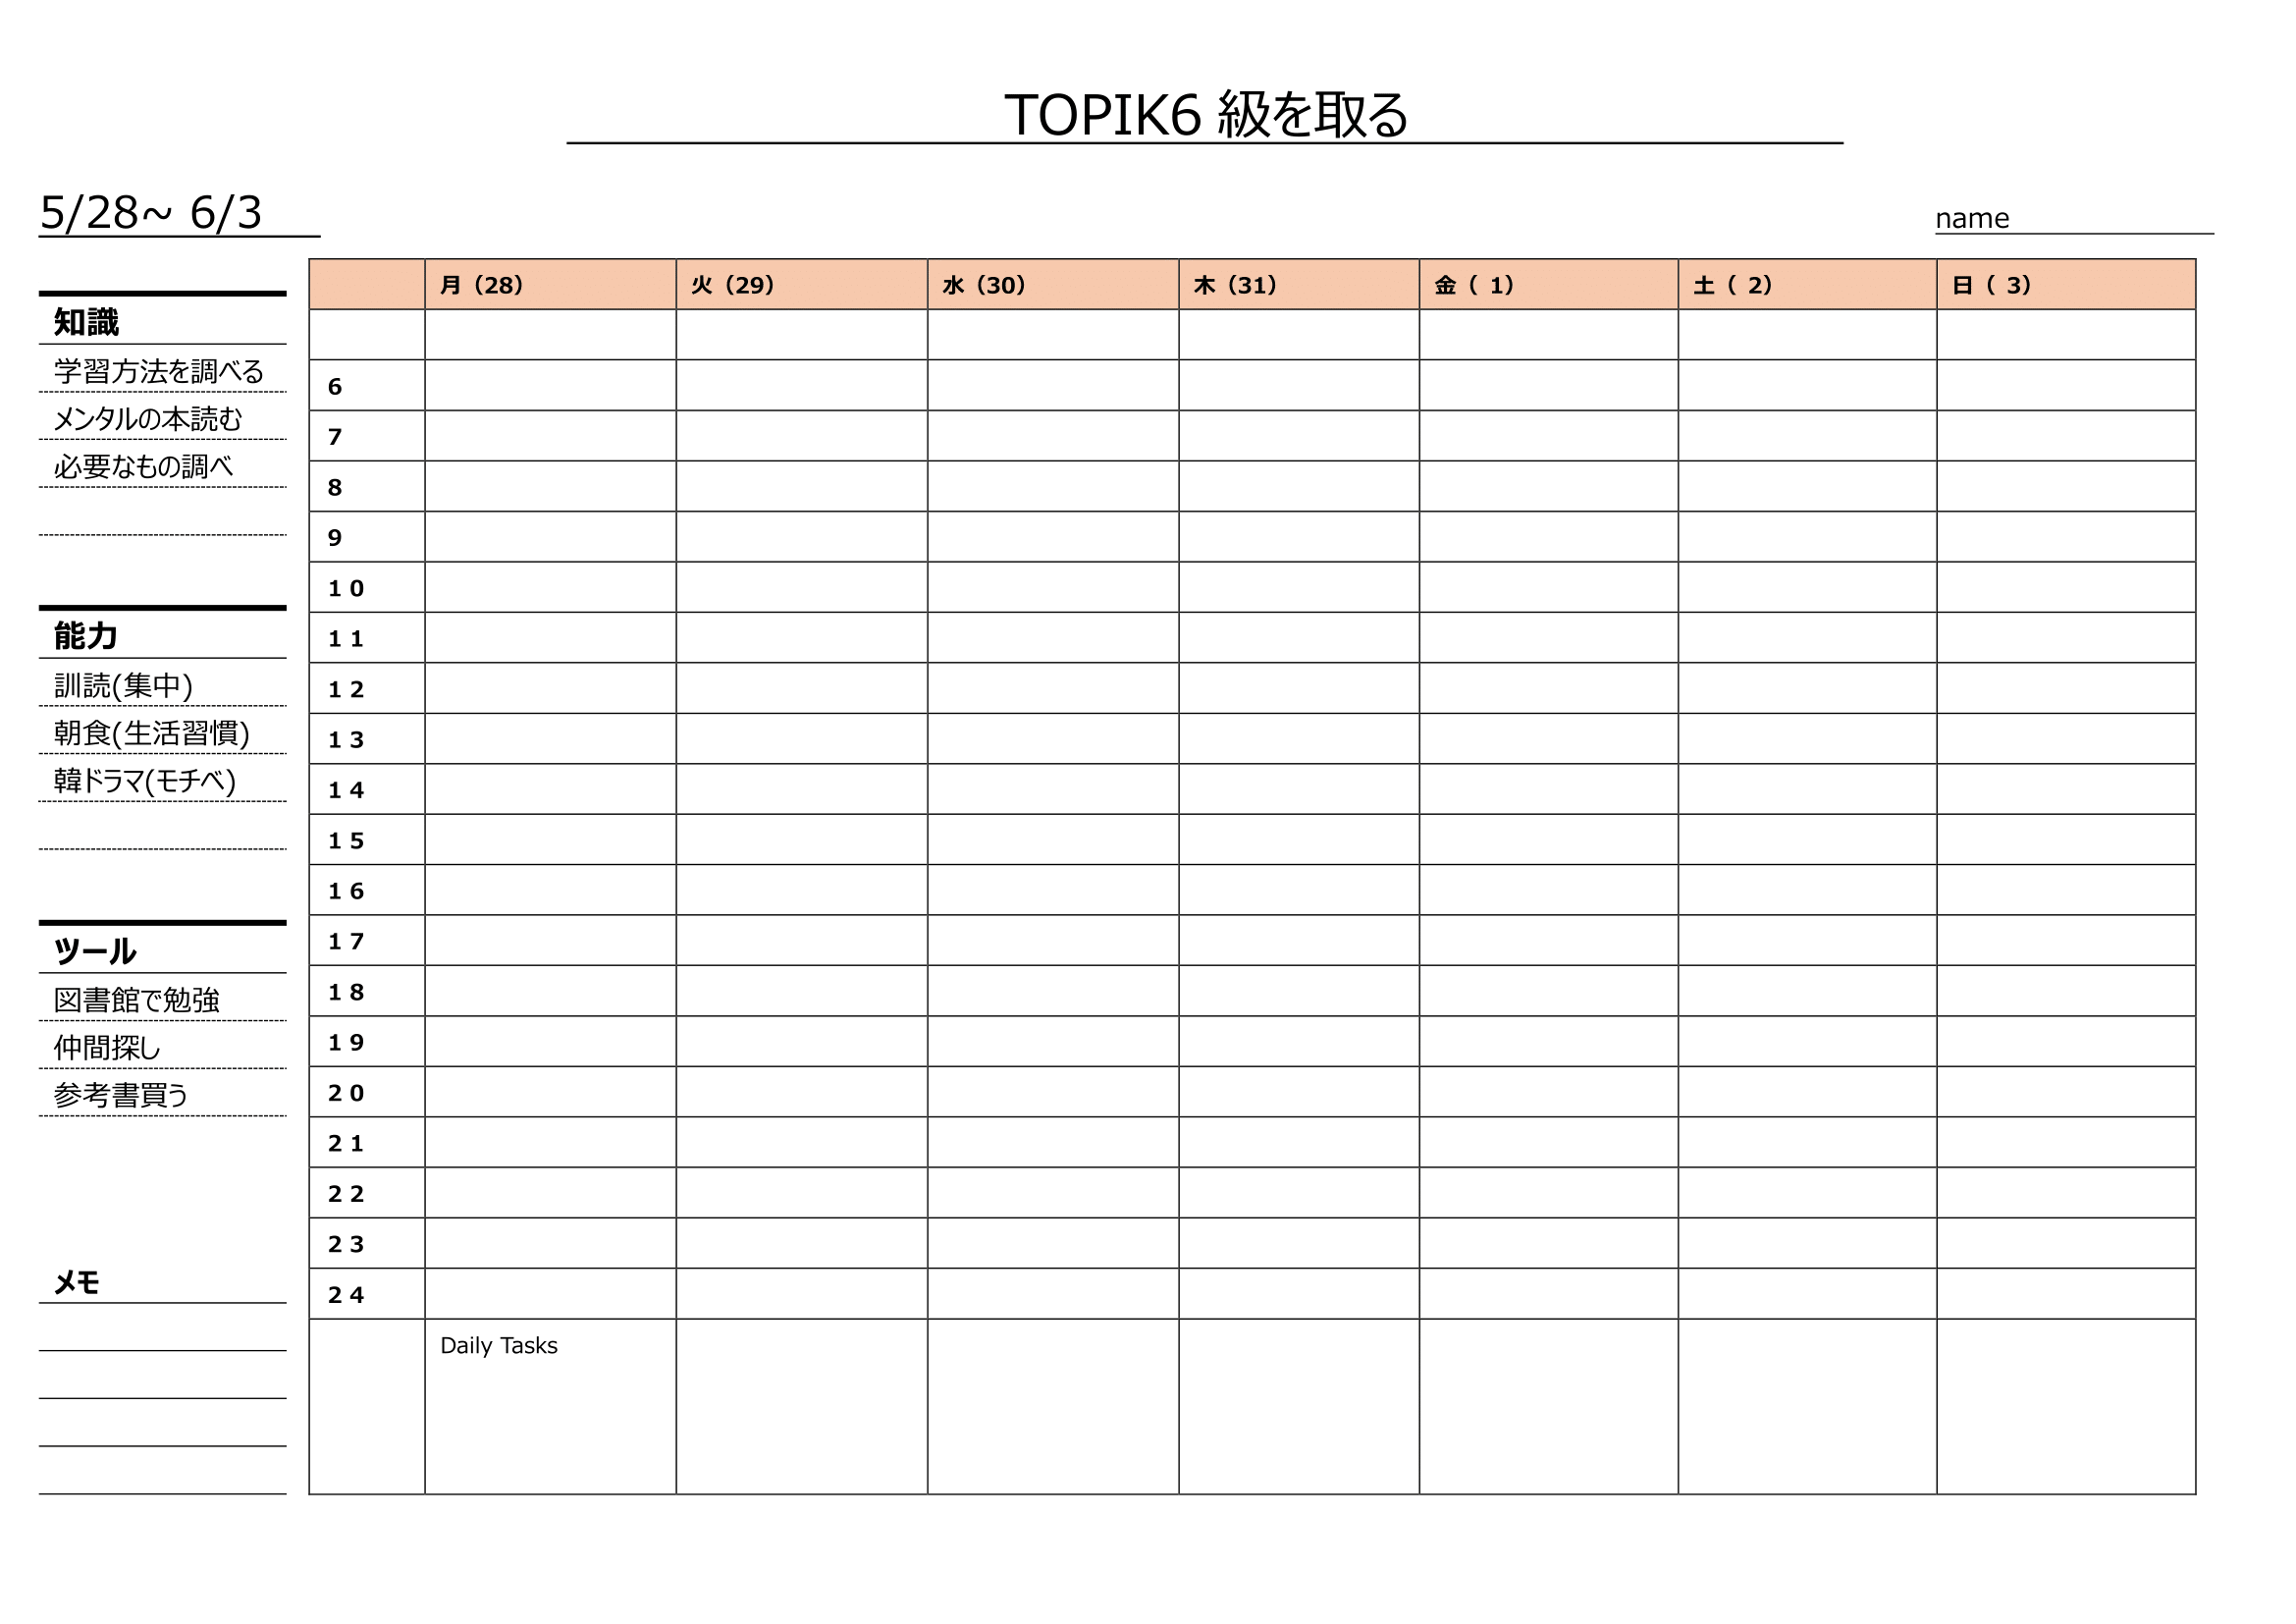 TOPIK6 級を取る
5/28~ 6/3
name
知識
学習方法を調べる
メンタルの本読む
必要なもの調べ
能力
訓読(集中)
朝食(生活習慣)
韓ドラマ(モチベ)
ツール
図書館で勉強
仲間探し
参考書買う
メモ
月（28） 火（29） 水（30） 木（31） 金（ 1） 土（ 2） 日（ 3）
6
7
8
9
1 0
1 1
1 2
1 3
1 4
1 5
1 6
1 7
1 8
1 9
2 0
2 1
2 2
2 3
2 4
Daily Tasks